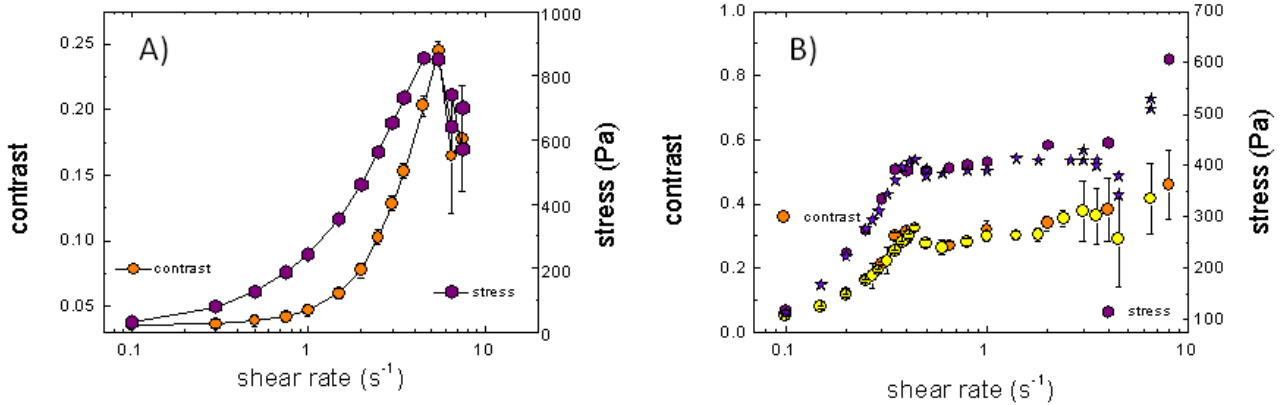 A)
contrast
0.25
0.20
0.15
0.10
0.05
1000
800
600
400
200
0
stress (Pa)
contrast
stress
0.1
1
10
shear rate (s⁻¹)
B)
contrast
1.0
0.8
0.6
0.4
0.2
0.0
700
600
500
400
300
200
100
stress (Pa)
contrast
stress
0.1
1
10
shear rate (s⁻¹)